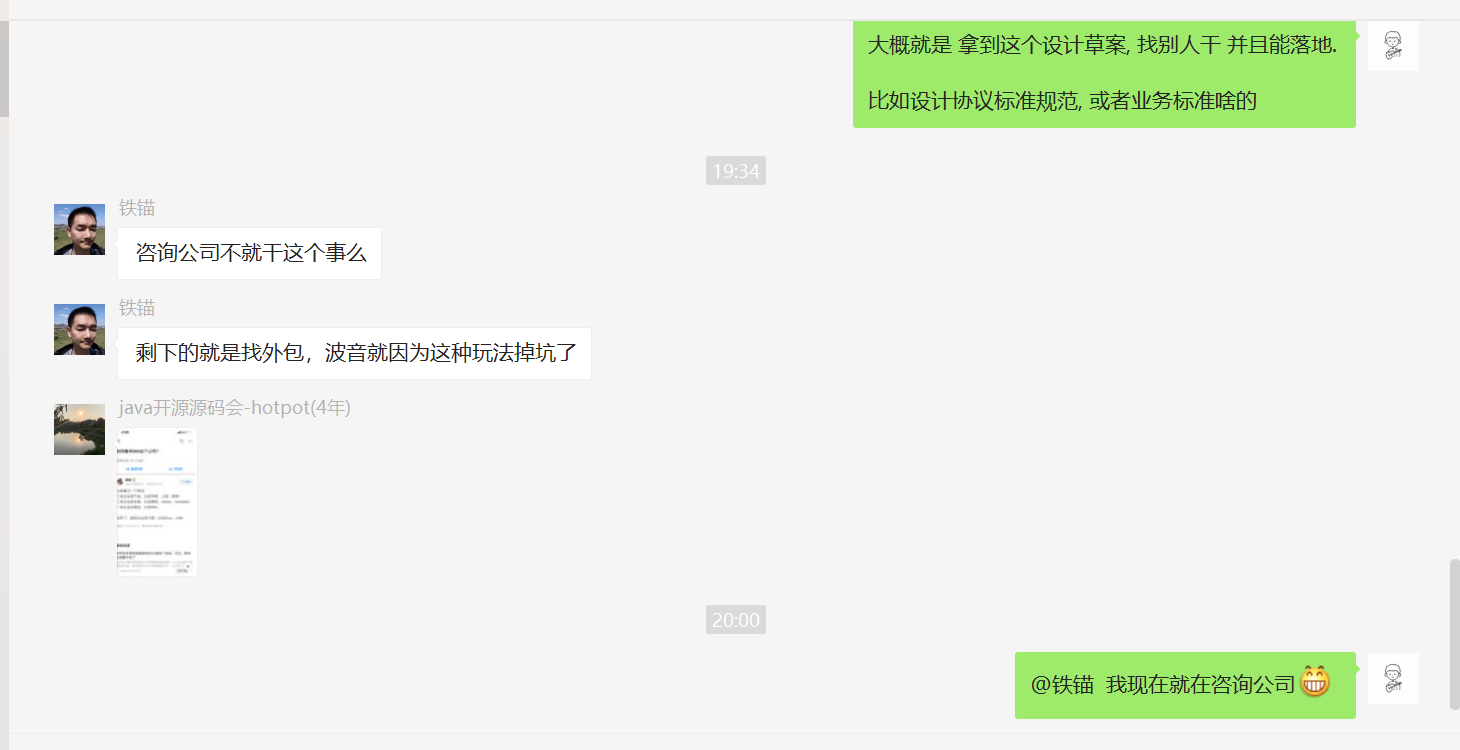 大概就是 拿到这个设计草案, 找别人干 并且能落地.
比如设计协议标准规范, 或者业务标准啥的
19:34
铁锚
咨询公司不就干这个事么
铁锚
剩下的就是找外包，波音就因为这种玩法掉坑了
java开源源码会-hotpot(4年)
20:00
@铁锚 我现在就在咨询公司